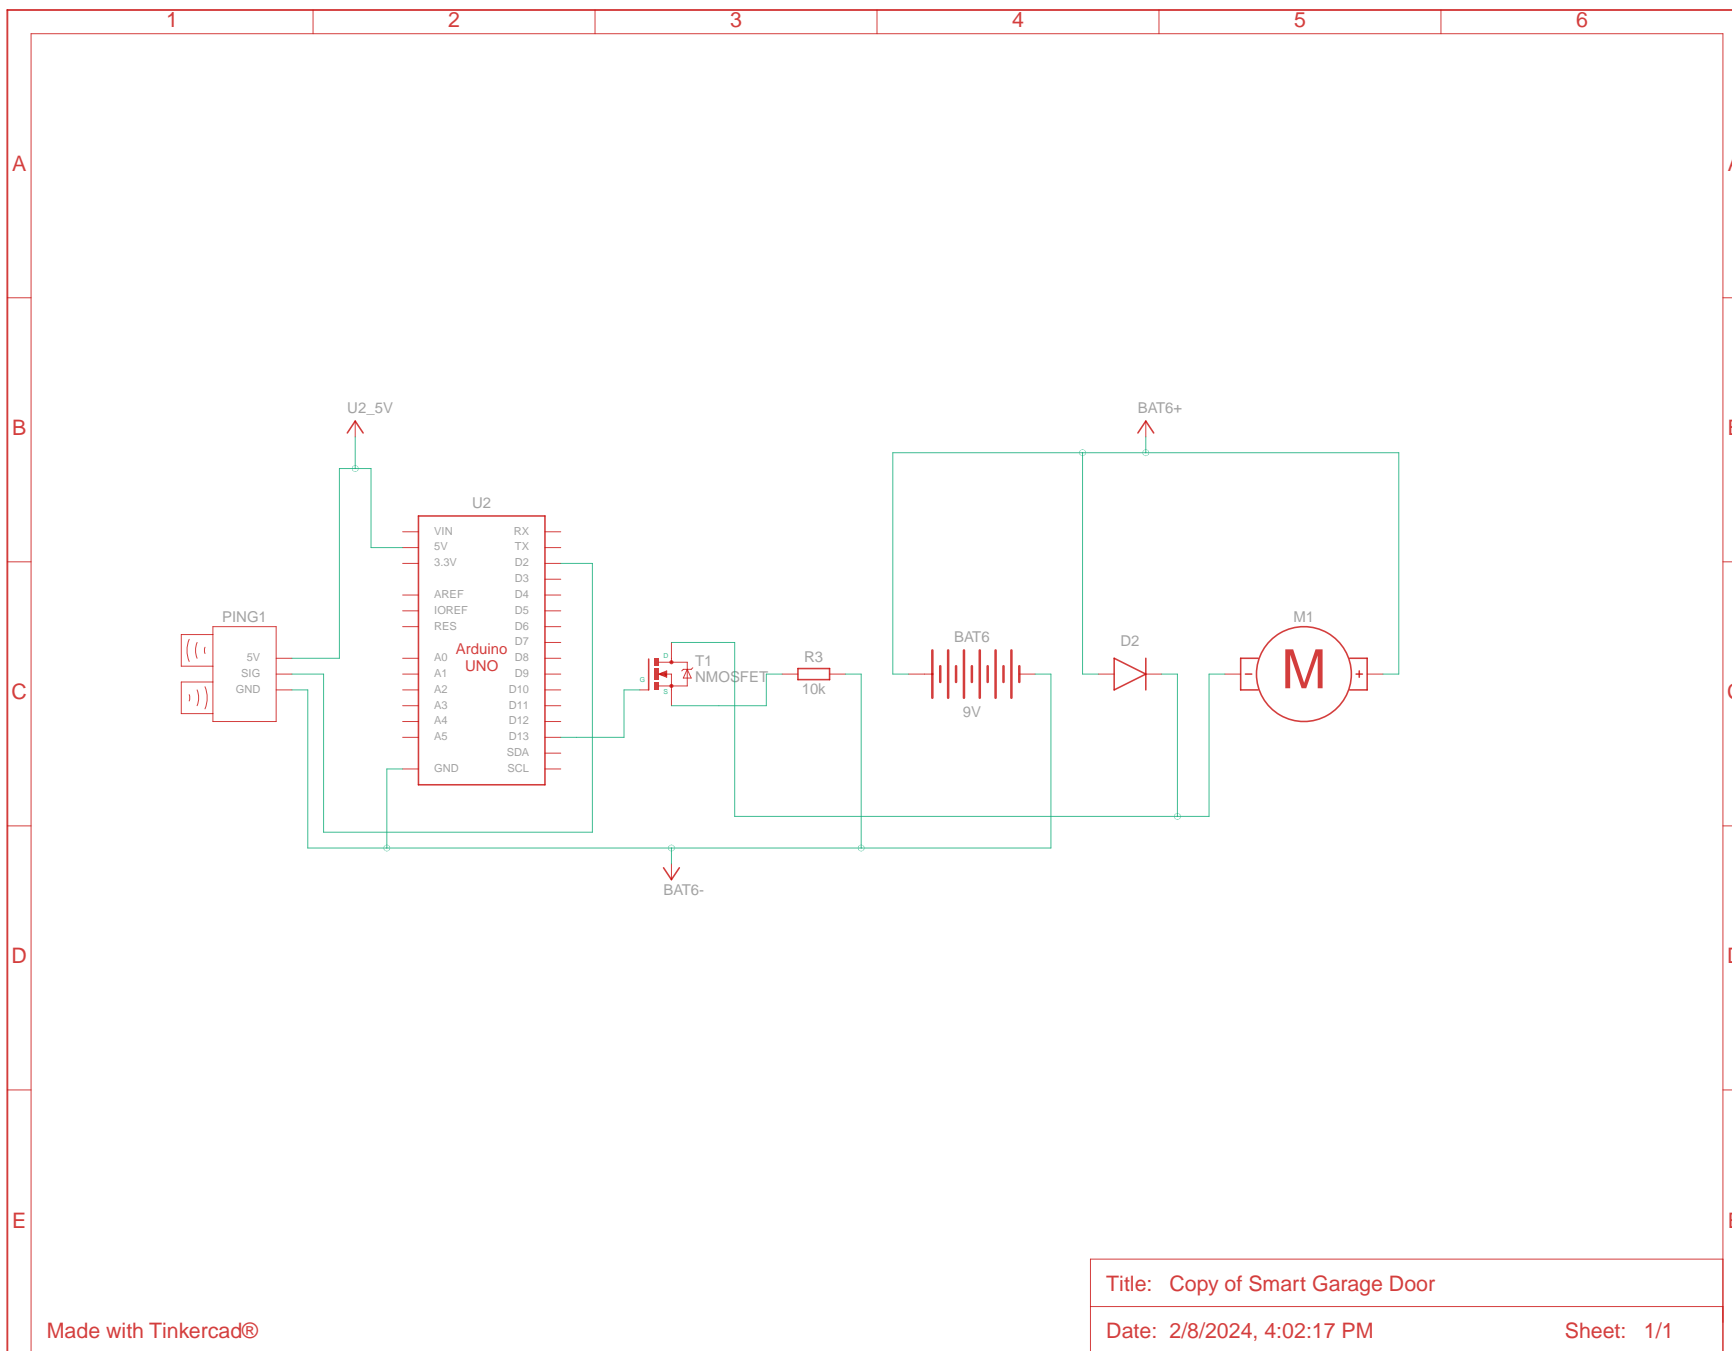 1 2 3 4 5 6
A A
B B
C C
D D
E E
U2_5V
BAT6+
U2
VIN RX
5V TX
3.3V D2
D3
AREF D4
IOREF D5
RES D6
D7
A0 D8
A1 D9
A2 D10
A3 D11
A4 D12
A5 D13
SDA
GND SCL
Arduino
UNO
PING1
5V
SIG
GND
D
G
S
T1
NMOSFET
R3
10k
BAT6
9V
D2
M1
M
- +
BAT6-
Title: Copy of Smart Garage Door
Date: 2/8/2024, 4:02:17 PM Sheet: 1/1
Made with Tinkercad®